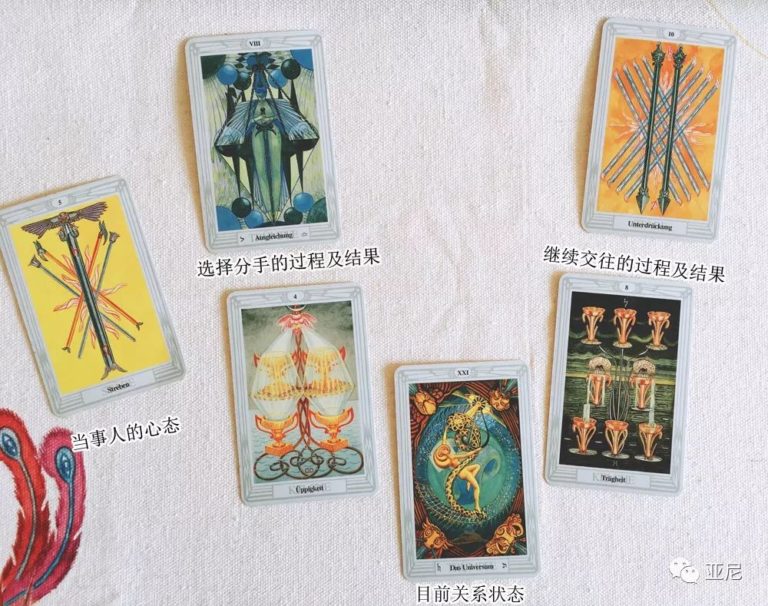 VIII
Ausgleichung
选择分手的过程及结果
10
Unterdrückung
继续交往的过程及结果
5
Streben
当事人的心态
4
Üppigkeit
XXI
Das Universum
目前关系状态
8
Trägheit
亚尼